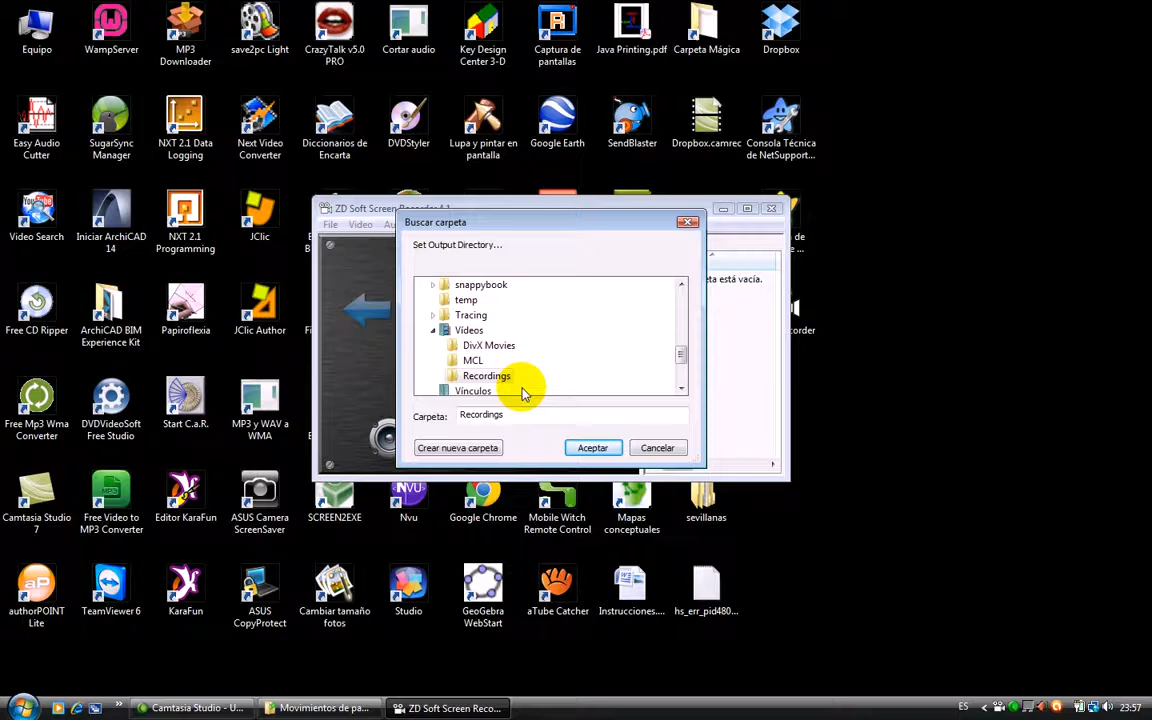 Equipo
WampServer
MP3
Downloader
save2pc Light
CrazyTalk v5.0
PRO
Cortar audio
Key Design
Center 3-D
Captura de
pantallas
Java Printing.pdf
Carpeta Mágica
Dropbox
Easy Audio
Cutter
SugarSync
Manager
NXT 2.1 Data
Logging
Next Video
Converter
Diccionarios de
Encarta
DVDStyler
Lupa y pintar en
pantalla
Google Earth
SendBlaster
Dropbox.camrec
Consola Técnica
de NetSupport...
Video Search
Iniciar ArchiCAD
14
NXT 2.1
Programming
JClic
ZD Soft Screen Recorder 4.1
File
Video
Buscar carpeta
Set Output Directory...
snappybook
temp
Tracing
Vídeos
DivX Movies
MCL
Recordings
Vínculos
Carpeta:
Recordings
Crear nueva carpeta
Aceptar
Cancelar
eta está vacía.
de
Free CD Ripper
ArchiCAD BIM
Experience Kit
Papiroflexia
JClic Author
order
Free Mp3 Wma
Converter
DVDVideoSoft
Free Studio
Start C.a.R.
MP3 y WAV a
WMA
Camtasia Studio
7
Free Video to
MP3 Converter
Editor KaraFun
ASUS Camera
ScreenSaver
SCREEN2EXE
Nvu
Google Chrome
Mobile Witch
Remote Control
Mapas
conceptuales
sevillanas
authorPOINT
Lite
TeamViewer 6
KaraFun
ASUS
CopyProtect
Cambiar tamaño
fotos
Studio
GeoGebra
WebStart
aTube Catcher
Instrucciones....
hs_err_pid480...
Camtasia Studio - U...
Movimientos de pa...
ZD Soft Screen Reco...
ES
23:57